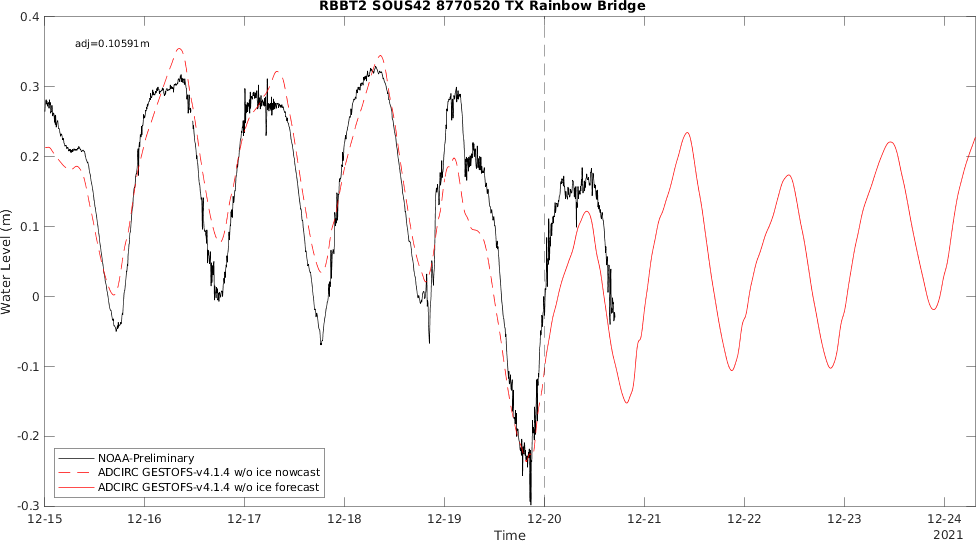 RBBT2 SOUS42 8770520 TX Rainbow Bridge
adj=0.10591m
0.4
0.3
0.2
0.1
0
-0.1
-0.2
-0.3
Water Level (m)
NOAA-Preliminary
ADCIRC GESTOFS-v4.1.4 w/o ice nowcast
ADCIRC GESTOFS-v4.1.4 w/o ice forecast
12-15 12-16 12-17 12-18 12-19 12-20 12-21 12-22 12-23 12-24
Time
2021